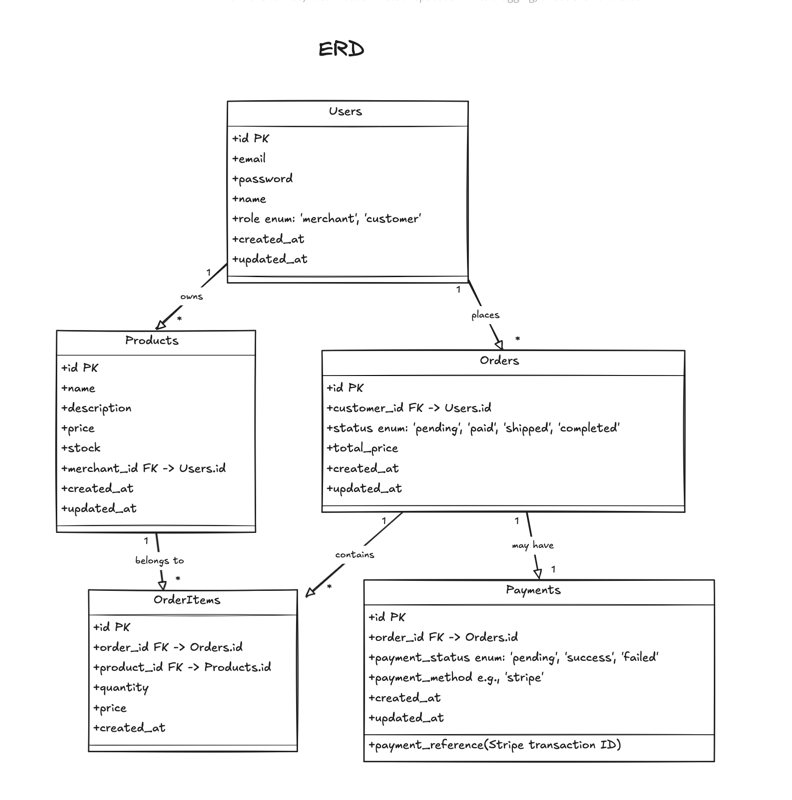 ERD
Users
+id PK
+email
+password
+name
+role enum: 'merchant', 'customer'
+created_at
+updated_at
1
owns
*
1
places
*
Products
+id PK
+name
+description
+price
+stock
+merchant_id FK -> Users.id
+created_at
+updated_at
Orders
+id PK
+customer_id FK -> Users.id
+status enum: 'pending', 'paid', 'shipped', 'completed'
+total_price
+created_at
+updated_at
1
belongs to
*
1
contains
*
1
may have
1
OrderItems
+id PK
+order_id FK -> Orders.id
+product_id FK -> Products.id
+quantity
+price
+created_at
Payments
+id PK
+order_id FK -> Orders.id
+payment_status enum: 'pending', 'success', 'failed'
+payment_method e.g., 'stripe'
+created_at
+updated_at
+payment_reference(Stripe transaction ID)